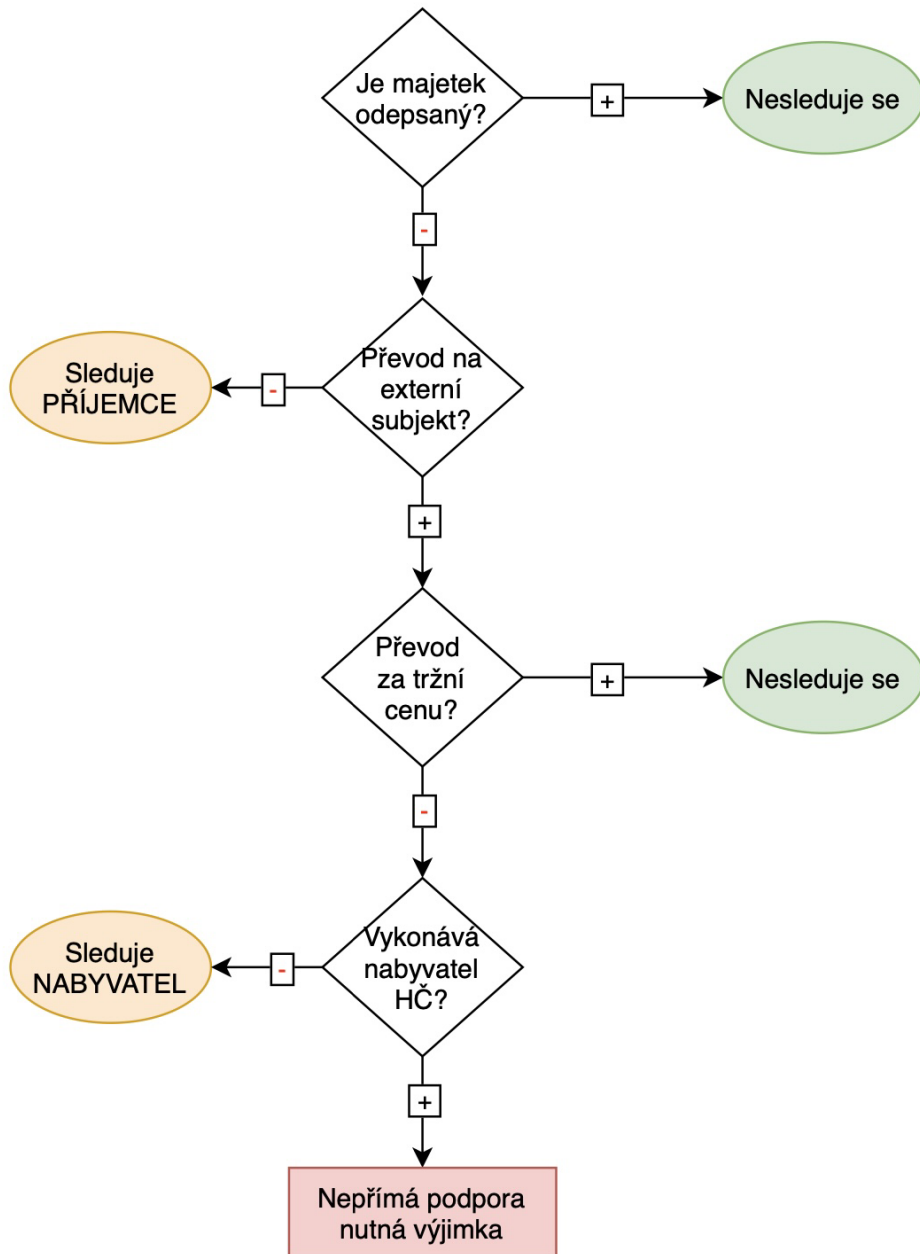 Je majetek
odepsaný?
+
Nesleduje se
-
Sleduje
PŘÍJEMCE
-
Převod na
externí
subjekt?
+
Převod
za tržní
cenu?
+
Nesleduje se
-
Sleduje
NABYVATEL
-
Vykonává
nabyvatel
HČ?
+
Nepřímá podpora
nutná výjimka